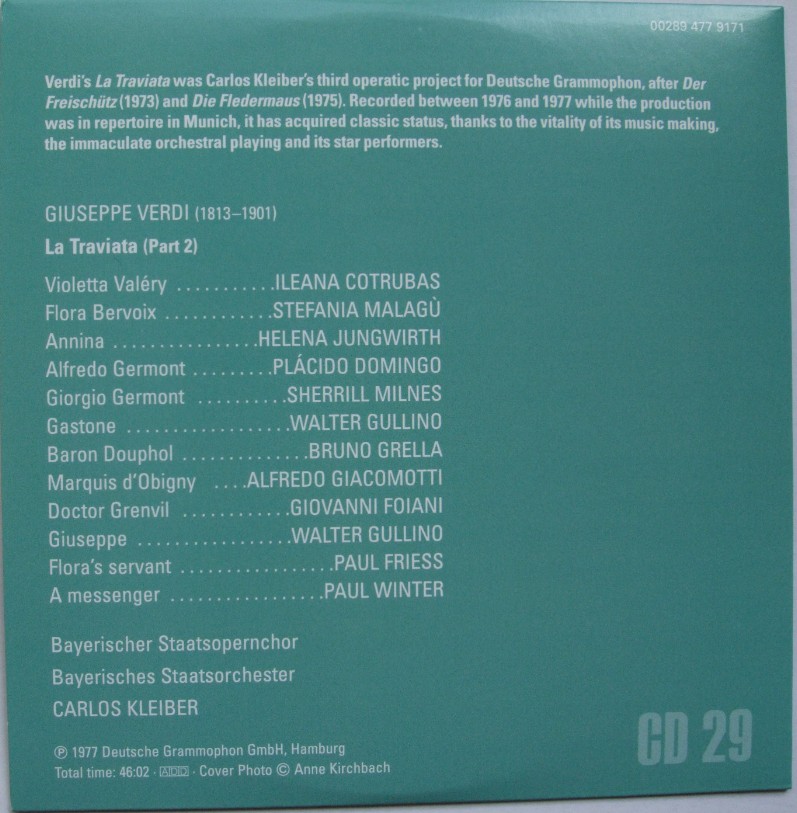 00289 477 9171
Verdi's La Traviata was Carlos Kleiber's third operatic project for Deutsche Grammophon, after Der
Freischütz (1973) and Die Fledermaus (1975). Recorded between 1976 and 1977 while the production
was in repertoire in Munich, it has acquired classic status, thanks to the vitality of its music making,
the immaculate orchestral playing and its star performers.
GIUSEPPE VERDI (1813–1901)
La Traviata (Part 2)
Violetta Valéry ...........ILEANA COTRUBAS
Flora Bervoix ............STEFANIA MALAGÙ
Annina ................HELENA JUNGWIRTH
Alfredo Germont .........PLÁCIDO DOMINGO
Giorgio Germont ..........SHERRILL MILNES
Gastone ..................WALTER GULLINO
Baron Douphol ..............BRUNO GRELLA
Marquis d'Obigny ....ALFREDO GIACOMOTTI
Doctor Grenvil ............GIOVANNI FOIANI
Giuseppe .................WALTER GULLINO
Flora's servant .................PAUL FRIESS
A messenger .................PAUL WINTER
Bayerischer Staatsopernchor
Bayerisches Staatsorchester
CARLOS KLEIBER
℗ 1977 Deutsche Grammophon GmbH, Hamburg
Total time: 46:02 · ADD · Cover Photo © Anne Kirchbach
CD 29